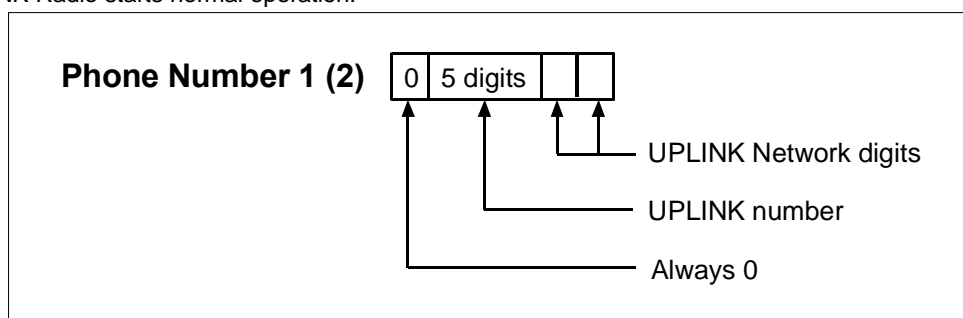 Radio starts normal operation.
Phone Number 1 (2) 0 5 digits
UPLINK Network digits
UPLINK number
Always 0